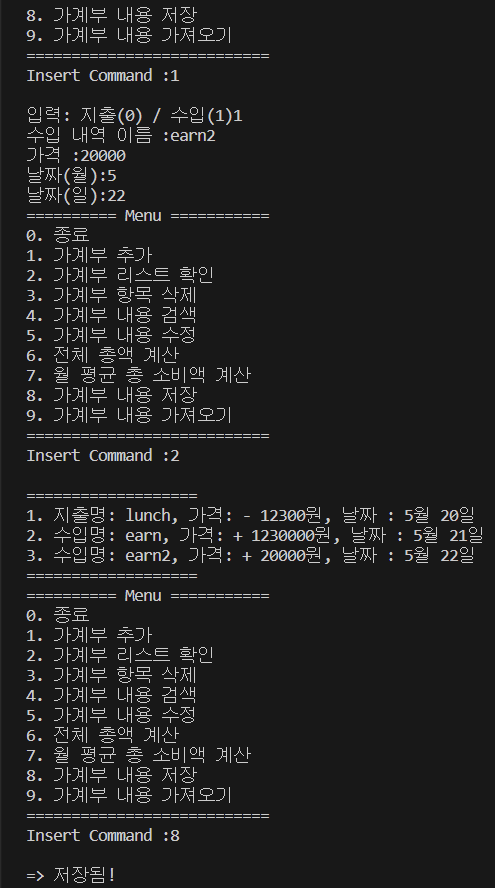 8. 가계부 내용 저장
9. 가계부 내용 가져오기
===========================
Insert Command :1
입력: 지출(0) / 수입(1)1
수입 내역 이름 :earn2
가격 :20000
날짜(월):5
날짜(일):22
========== Menu ===========
0. 종료
1. 가계부 추가
2. 가계부 리스트 확인
3. 가계부 항목 삭제
4. 가계부 내용 검색
5. 가계부 내용 수정
6. 전체 총액 계산
7. 월 평균 총 소비액 계산
8. 가계부 내용 저장
9. 가계부 내용 가져오기
===========================
Insert Command :2
===================
1. 지출명: lunch, 가격: - 12300원, 날짜 : 5월 20일
2. 수입명: earn, 가격: + 1230000원, 날짜 : 5월 21일
3. 수입명: earn2, 가격: + 20000원, 날짜 : 5월 22일
===================
========== Menu ===========
0. 종료
1. 가계부 추가
2. 가계부 리스트 확인
3. 가계부 항목 삭제
4. 가계부 내용 검색
5. 가계부 내용 수정
6. 전체 총액 계산
7. 월 평균 총 소비액 계산
8. 가계부 내용 저장
9. 가계부 내용 가져오기
===========================
Insert Command :8
=> 저장됨!